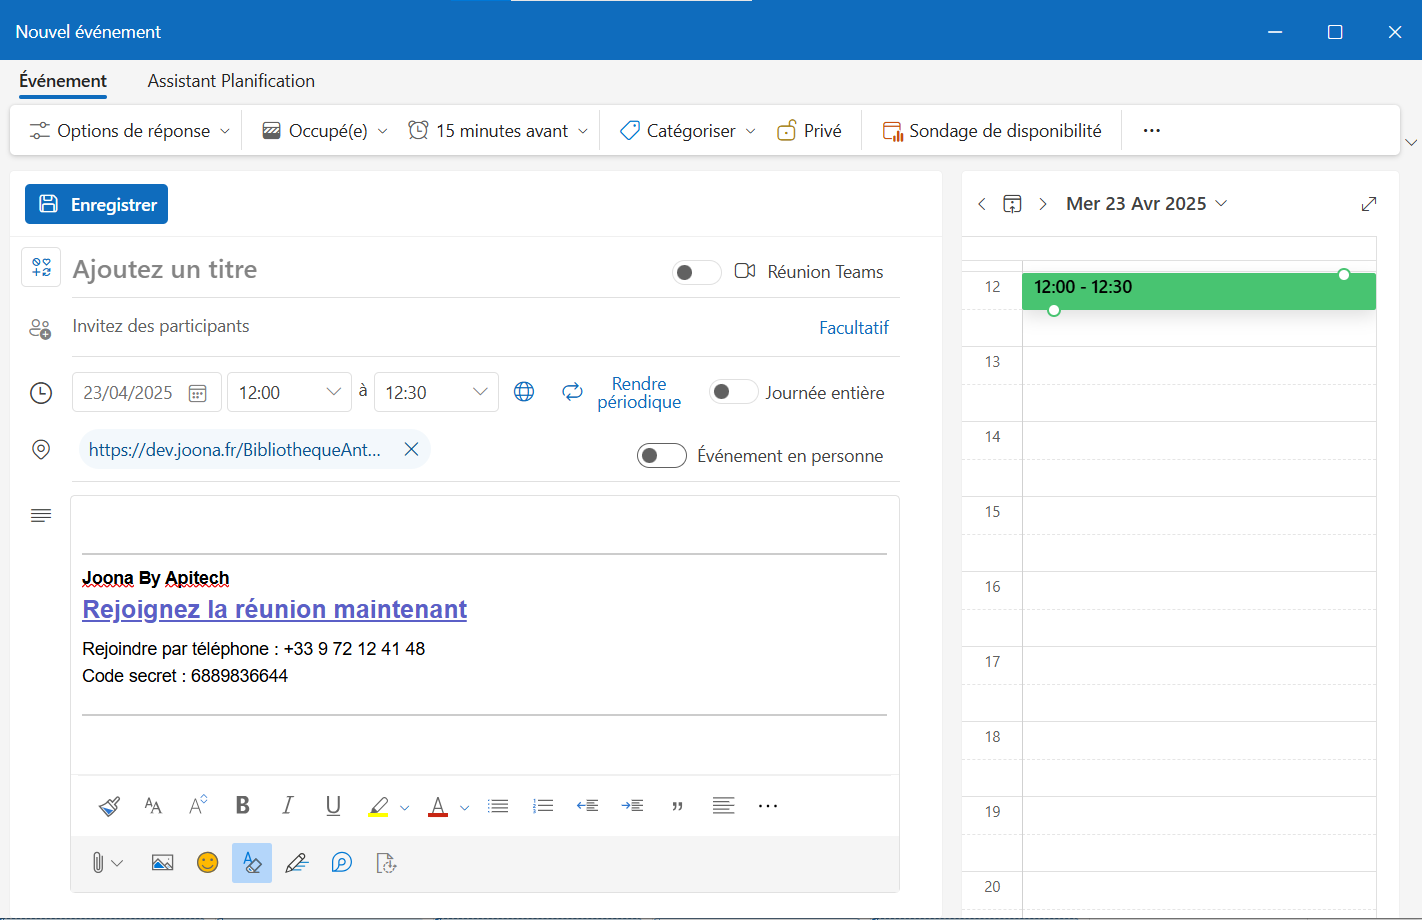 Nouvel événement
Événement
Assistant Planification
Options de réponse
Occupé(e)
15 minutes avant
Catégoriser
Privé
Sondage de disponibilité
Enregistrer
Mer 23 Avr 2025
Ajoutez un titre
Réunion Teams
Invitez des participants
Facultatif
23/04/2025
12:00
à
12:30
Rendre
périodique
Journée entière
https://dev.joona.fr/BibliothequeAnt...
Événement en personne
Joona By Apitech
Rejoignez la réunion maintenant
Rejoindre par téléphone : +33 9 72 12 41 48
Code secret : 6889836644
12
12:00 - 12:30
13
14
15
16
17
18
19
20